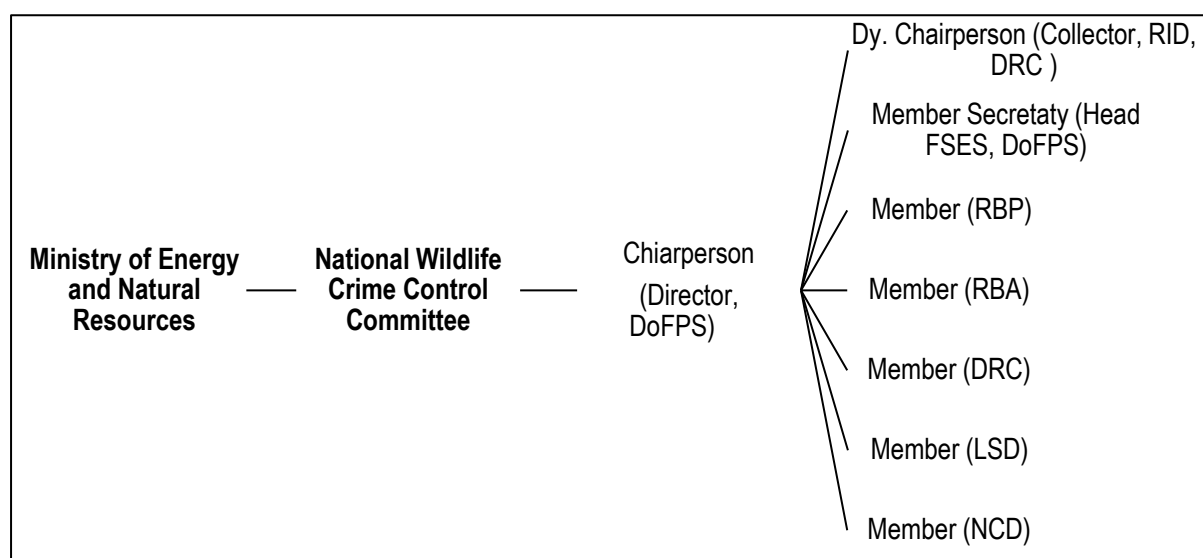 Dy. Chairperson (Collector, RID,
DRC )
Member Secretaty (Head
FSES, DoFPS)
Member (RBP)
Ministry of Energy
and Natural
Resources
National Wildlife
Crime Control
Committee
Chiarperson
(Director,
DoFPS)
Member (RBA)
Member (DRC)
Member (LSD)
Member (NCD)